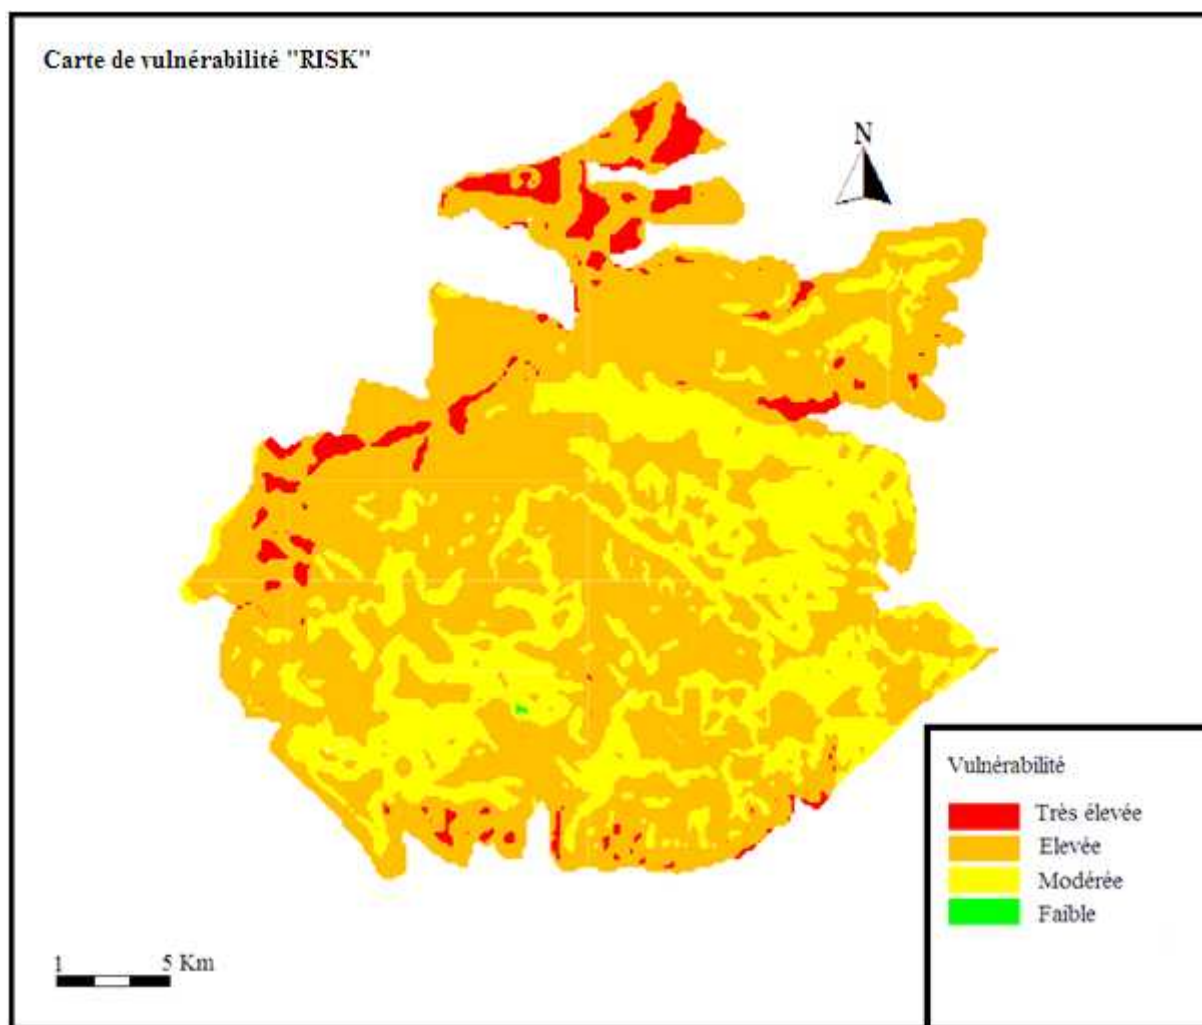 Carte de vulnérabilité "RISK"
N
Vulnérabilité
Très élevée
Elevée
Modérée
Faible
1 5 Km